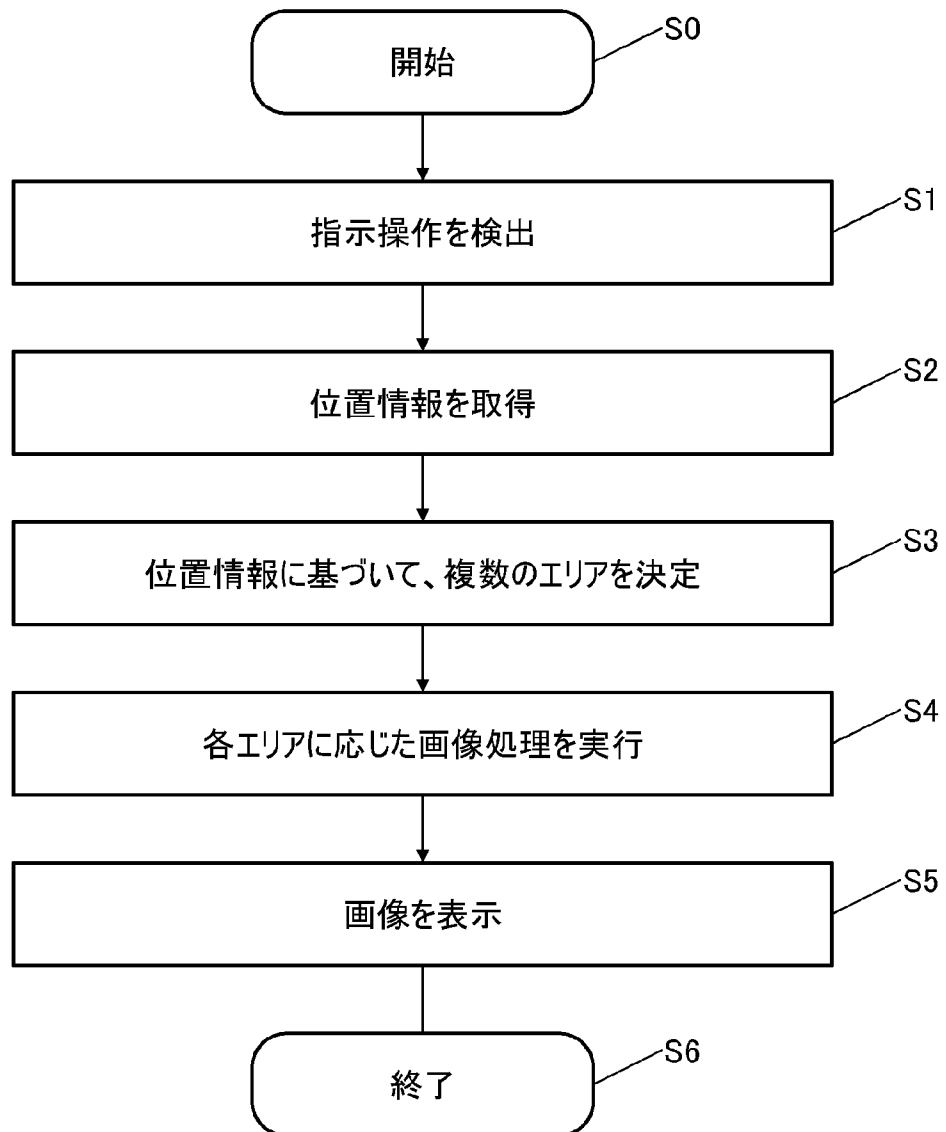 開始
S0
指示操作を検出
S1
位置情報を取得
S2
位置情報に基づいて、複数のエリアを決定
S3
各エリアに応じた画像処理を実行
S4
画像を表示
S5
終了
S6